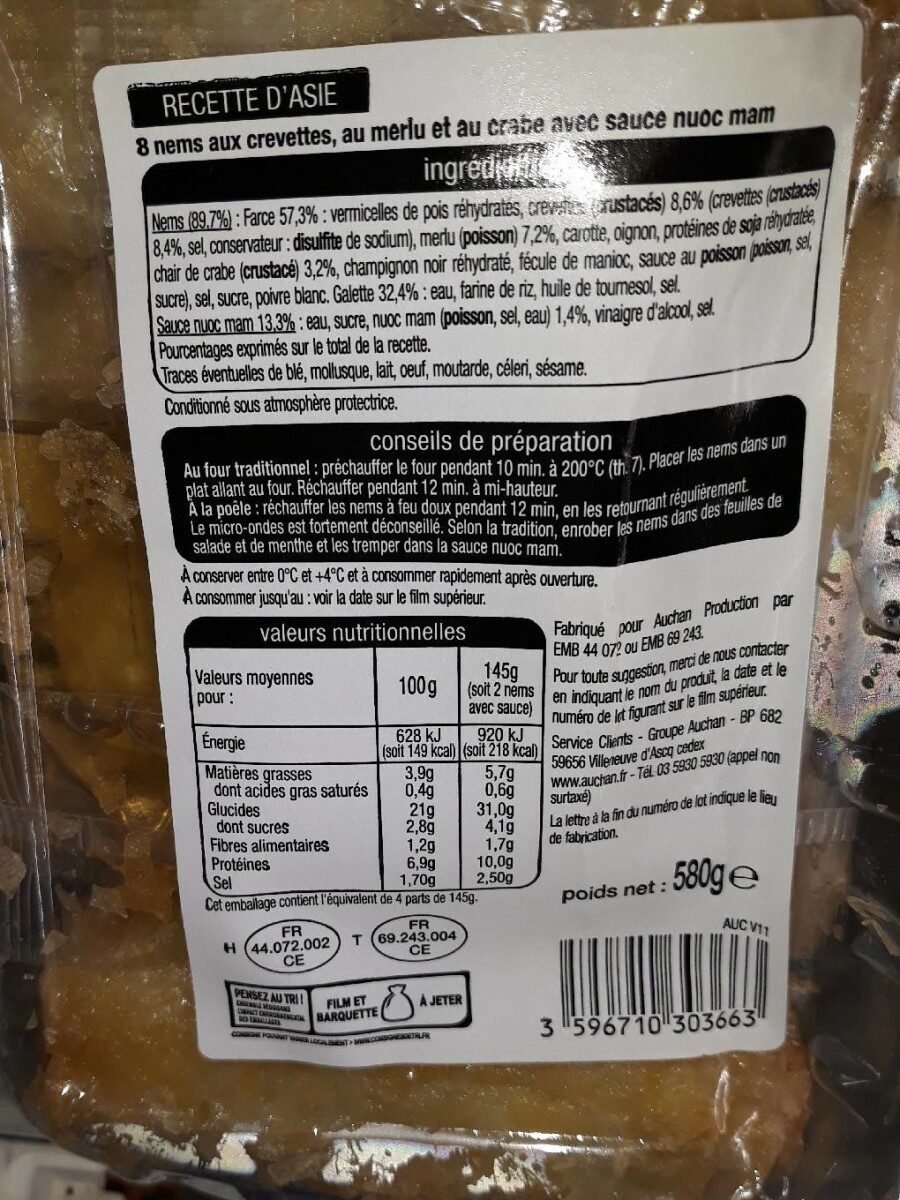 RECETTE D'ASIE
8 nems aux crevettes, au merlu et au crabe avec sauce nuoc mam
ingrédients
Nems (89.7%) : Farce 57,3% : vermicelles de pois réhydratés, crevettes (crustacés) 8,6% (crevettes (crustacés)
8,4%, sel, conservateur : disulfite de sodium), merlu (poisson) 7,2%, carotte, oignon, protéines de soja réhydratée,
chair de crabe (crustacé) 3,2%, champignon noir réhydraté, fécule de manioc, sauce au poisson (poisson, sel,
sucre), sel, sucre, poivre blanc. Galette 32,4% : eau, farine de riz, huile de tournesol, sel.
Sauce nuoc mam 13,3% : eau, sucre, nuoc mam (poisson, sel, eau) 1,4%, vinaigre d'alcool, sel.
Pourcentages exprimés sur le total de la recette.
Traces éventuelles de blé, mollusque, lait, oeuf, moutarde, céleri, sésame.
Conditionné sous atmosphère protectrice.
conseils de préparation
Au four traditionnel : préchauffer le four pendant 10 min. à 200°C (th. 7). Placer les nems dans un
plat allant au four. Réchauffer pendant 12 min. à mi-hauteur.
A la poêle : réchauffer les nems à feu doux pendant 12 min, en les retournant régulièrement.
Le micro-ondes est fortement déconseillé. Selon la tradition, enrober les nems dans des feuilles de
salade et de menthe et les tremper dans la sauce nuoc mam.
À conserver entre 0°C et +4°C et à consommer rapidement après ouverture.
À consommer jusqu'au : voir la date sur le film supérieur.
valeurs nutritionnelles
Valeurs moyennes pour : 100g 145g (soit 2 nems avec sauce)
Énergie 628 kJ (soit 149 kcal) 920 kJ (soit 218 kcal)
Matières grasses 3,9g 5,7g
dont acides gras saturés 0,4g 0,6g
Glucides 21g 31,0g
dont sucres 2,8g 4,1g
Fibres alimentaires 1,2g 1,7g
Protéines 6,9g 10,0g
Sel 1,70g 2,50g
Cet emballage contient l'équivalent de 4 parts de 145g.
Fabriqué pour Auchan Production par
EMB 44 072 ou EMB 69 243.
Pour toute suggestion, merci de nous contacter
en indiquant le nom du produit, la date et le
numéro de lot figurant sur le film supérieur.
Service Clients - Groupe Auchan - BP 682
59656 Villeneuve d'Ascq cedex
www.auchan.fr - Tél. 03 5930 5930 (appel non
surtaxé)
La lettre à la fin du numéro de lot indique le lieu
de fabrication.
poids net : 580g e
H FR 44.072.002 CE
T FR 69.243.004 CE
AUC V11
PENSEZ AU TRI !
ENSEMBLE RÉDUISONS
L'IMPACT ENVIRONNEMENTAL
DES EMBALLAGES
FILM ET
BARQUETTE
À JETER
CONSIGNE POUVANT VARIER LOCALEMENT > WWW.CONSIGNESDETRI.FR
3 596710 303663